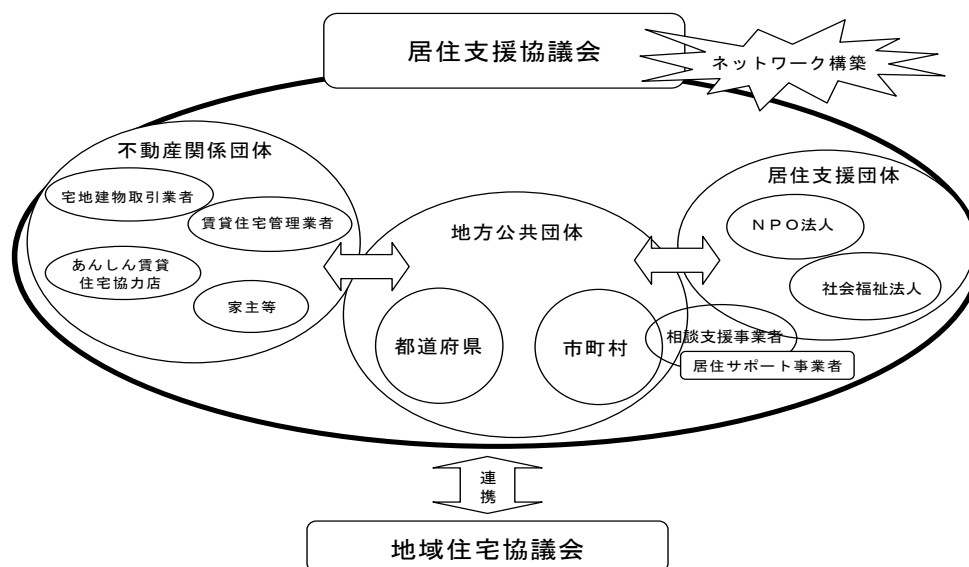 居住支援協議会
ネットワーク構築
不動産関係団体
宅地建物取引業者
賃貸住宅管理業者
あんしん賃貸
住宅協力店
家主等
地方公共団体
都道府県
市町村
居住支援団体
ＮＰＯ法人
社会福祉法人
相談支援事業者
居住サポート事業者
連
携
地域住宅協議会